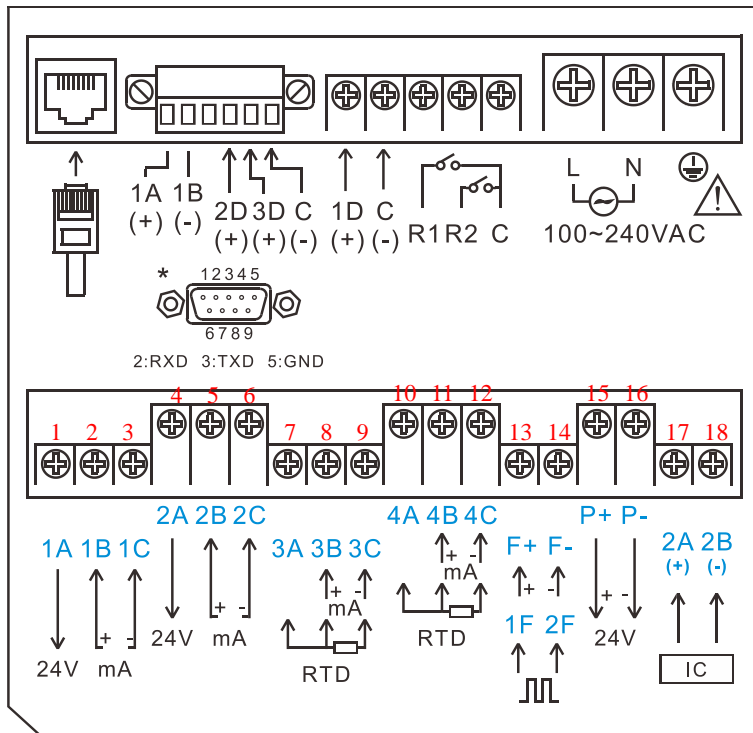 1A 1B 2D 3D C 1D C R1 R2 C L N
(+) (-) (+) (+) (-) (+) (-) 100~240VAC
* 12345
6789
2:RXD 3:TXD 5:GND
1 2 3 4 5 6 7 8 9 10 11 12 13 14 15 16 17 18
1A 1B 1C 2A 2B 2C 3A 3B 3C 4A 4B 4C F+ F- P+ P- 2A 2B
(+) (-)
+ - + - + - + - + - + -
24V mA 24V mA mA mA 1F 2F 24V
RTD RTD IC